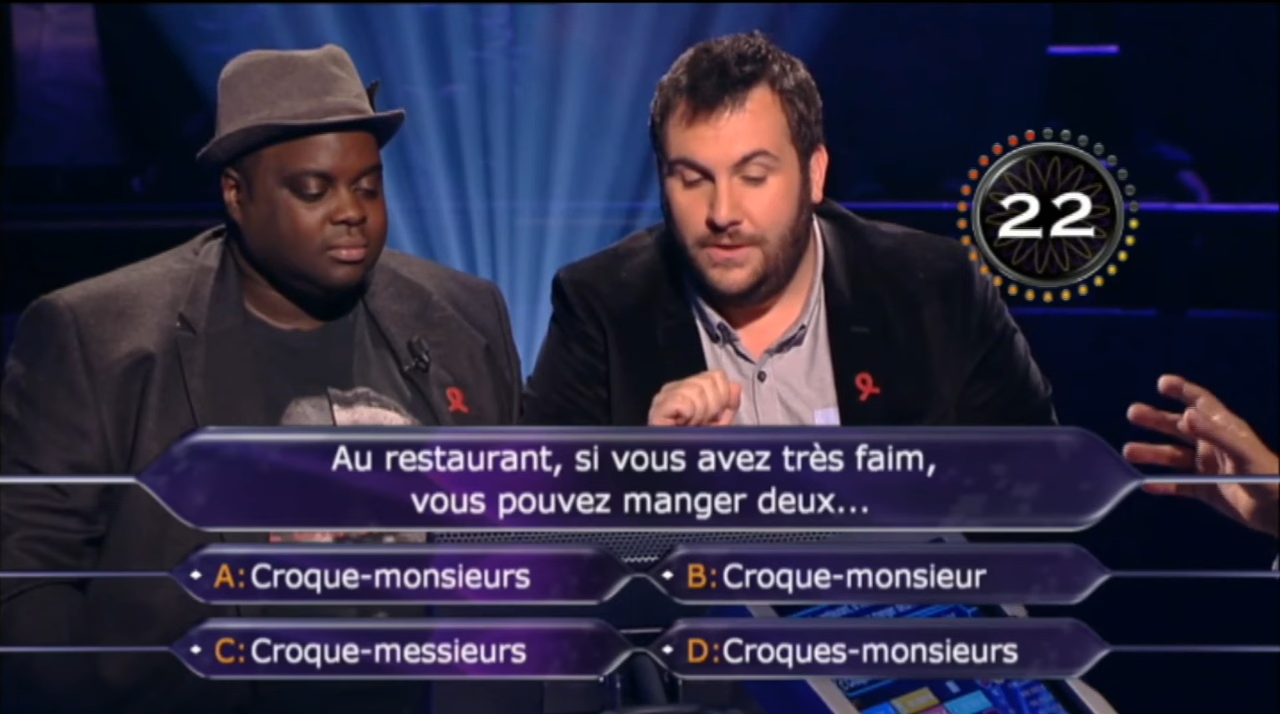 22
Au restaurant, si vous avez très faim,
vous pouvez manger deux...
A: Croque-monsieurs
B: Croque-monsieur
C: Croque-messieurs
D: Croques-monsieurs